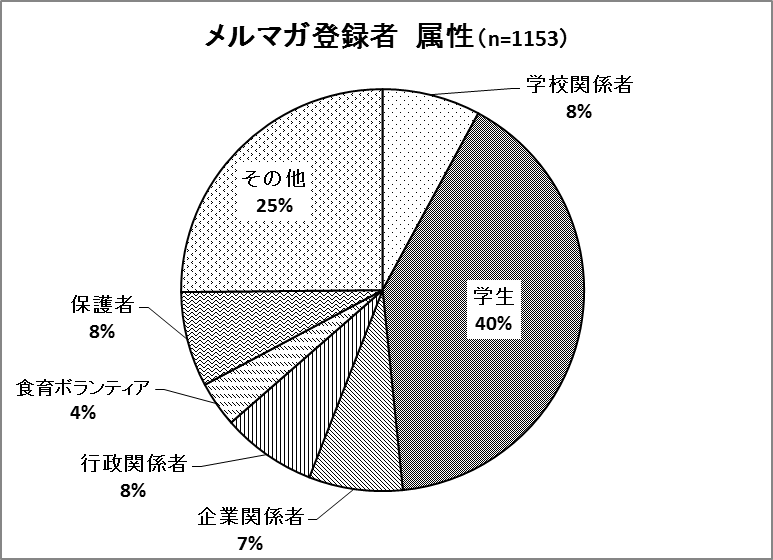 メルマガ登録者 属性(n=1153)
学校関係者
8%
学生
40%
企業関係者
7%
行政関係者
8%
食育ボランティア
4%
保護者
8%
その他
25%